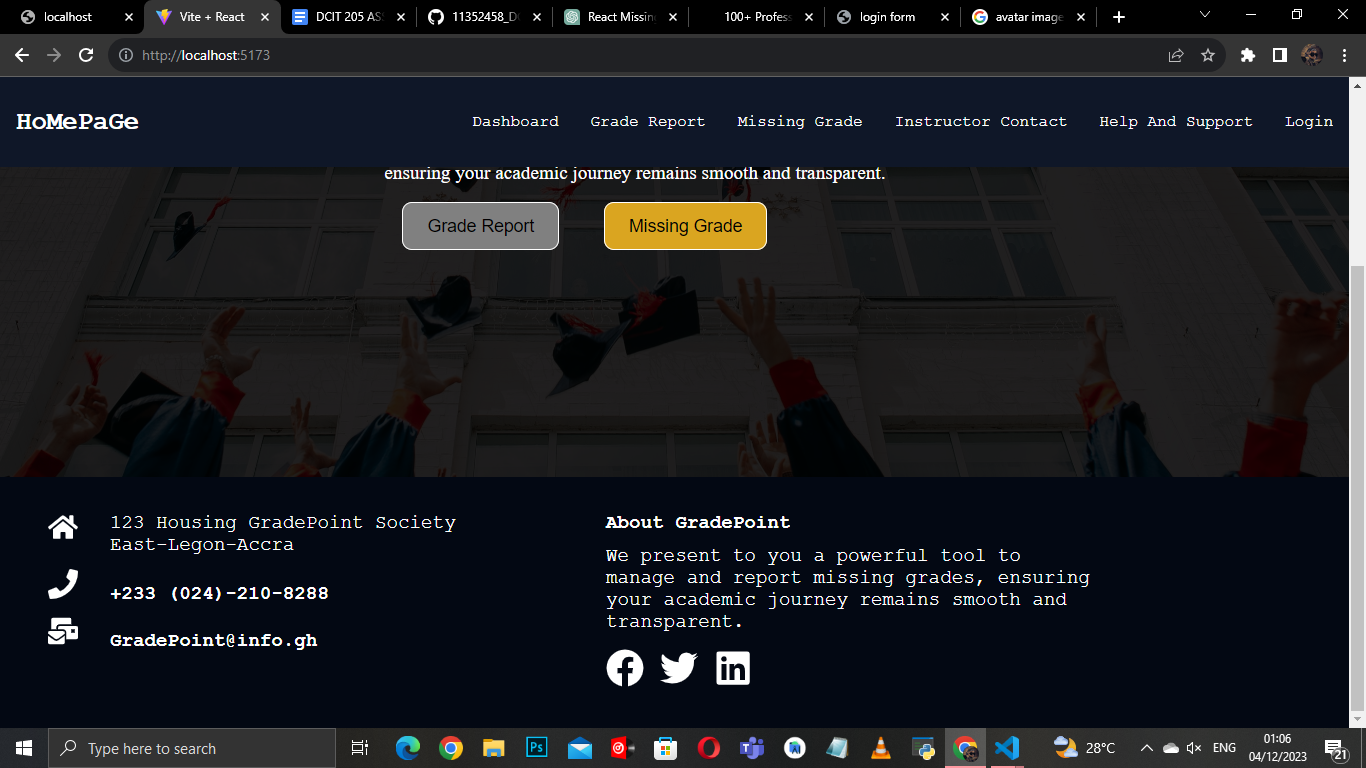 localhost
Vite + React
DCIT 205 AS
11352458_D
React Missin
100+ Profess
login form
avatar image
http://localhost:5173
HoMePaGe
Dashboard
Grade Report
Missing Grade
Instructor Contact
Help And Support
Login
ensuring your academic journey remains smooth and transparent.
Grade Report
Missing Grade
123 Housing GradePoint Society
East-Legon-Accra
+233 (024)-210-8288
GradePoint@info.gh
About GradePoint
We present to you a powerful tool to
manage and report missing grades, ensuring
your academic journey remains smooth and
transparent.
Type here to search
Ps
28°C
ENG
01:06
04/12/2023
21